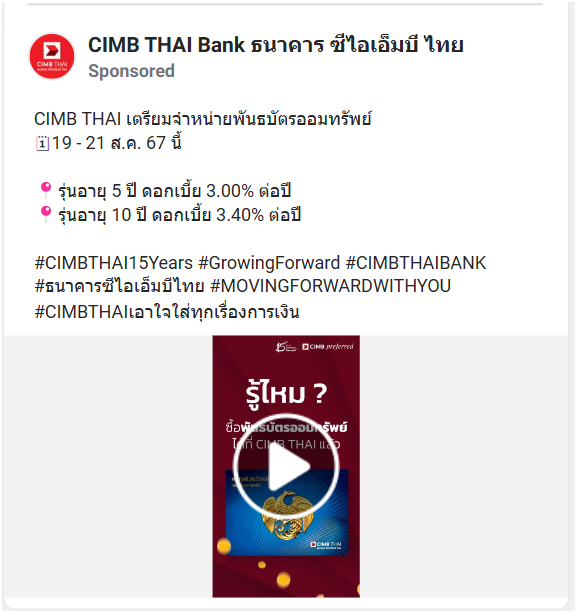 CIMB THAI Bank ธนาคาร ซีไอเอ็มบี ไทย
CIMB THAI
Sponsored
CIMB THAI เตรียมจำหน่ายพันธบัตรออมทรัพย์
19 - 21 ส.ค. 67 นี้
รุ่นอายุ 5 ปี ดอกเบี้ย 3.00% ต่อปี
รุ่นอายุ 10 ปี ดอกเบี้ย 3.40% ต่อปี
#CIMBTHAI15Years #GrowingForward #CIMBTHAIBANK
#ธนาคารซีไอเอ็มบีไทย #MOVINGFORWARDWITHYOU
#CIMBTHAIเอาใจใส่ทุกเรื่องการเงิน
15 CIMB preferred
รู้ไหม ?
ซื้อพันธบัตรออมทรัพย์
ได้ที่ CIMB THAI แล้ว
CIMB THAI